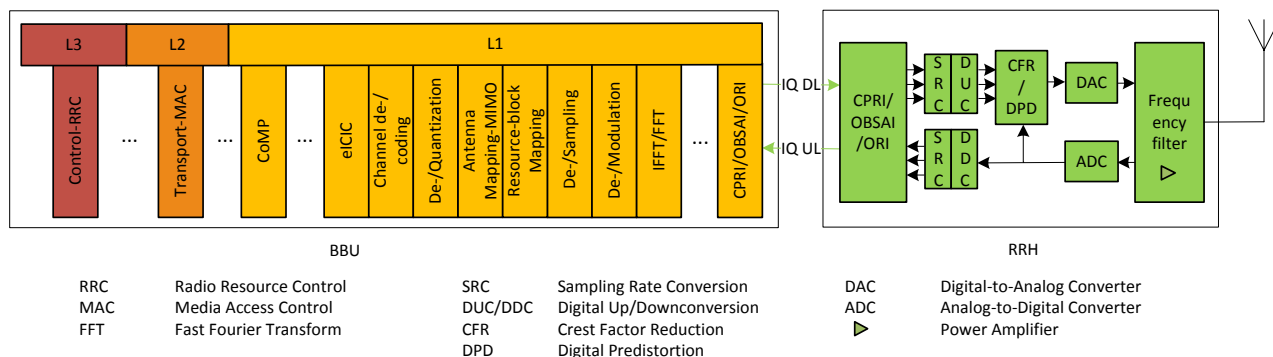 L3
L2
L1
Control-RRC
...
Transport-MAC
...
CoMP
...
eICIC
Channel de-/
coding
De-/Quantization
Antenna
Mapping-MIMO
Resource-block
Mapping
De-/Sampling
De-/Modulation
IFFT/FFT
...
CPRI/OBSAI/ORI
BBU
IQ DL
IQ UL
CPRI/
OBSAI
/ORI
S
R
C
D
U
C
CFR
/
DPD
DAC
S
R
C
D
D
C
ADC
Frequ
ency
filter
RRH
RRC Radio Resource Control
MAC Media Access Control
FFT Fast Fourier Transform
SRC Sampling Rate Conversion
DUC/DDC Digital Up/Downconversion
CFR Crest Factor Reduction
DPD Digital Predistortion
DAC Digital-to-Analog Converter
ADC Analog-to-Digital Converter
Power Amplifier